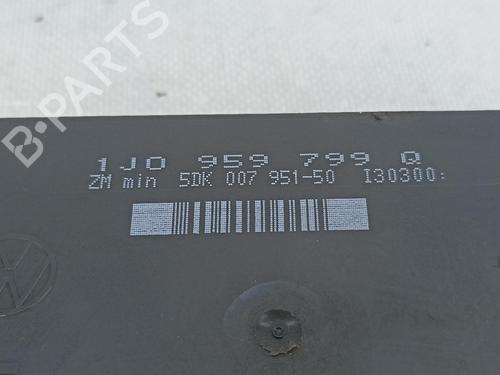 B-Parts
1J0 959 799 Q
ZM min 5DK 007 951-50 I30300: